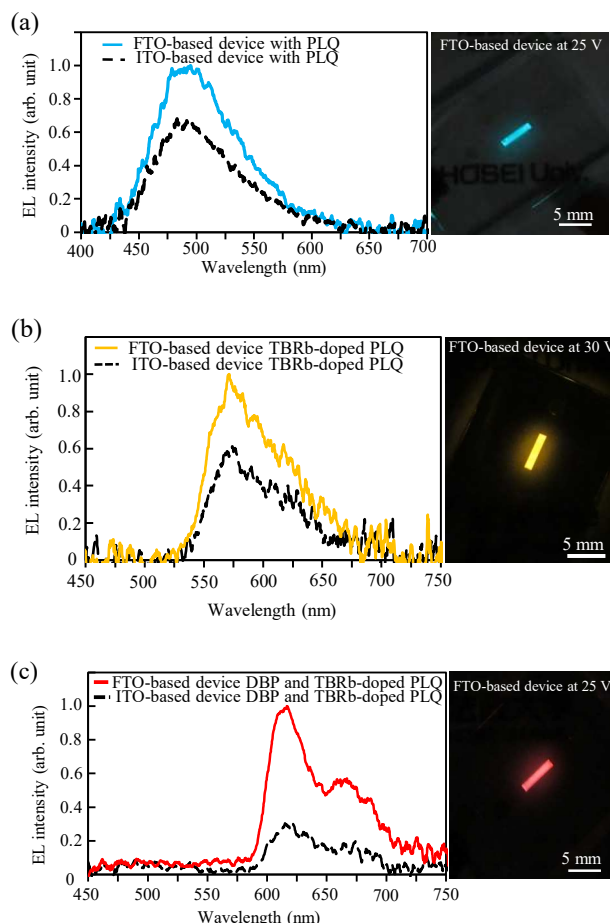 (a)
FTO-based device with PLQ
ITO-based device with PLQ
EL intensity (arb. unit)
1.0
0.8
0.6
0.4
0.2
0
400 450 500 550 600 650 700
Wavelength (nm)
FTO-based device at 25 V
HOSEI Univ.
5 mm
(b)
FTO-based device TBRb-doped PLQ
ITO-based device TBRb-doped PLQ
EL intensity (arb. unit)
1.0
0.8
0.6
0.4
0.2
0
450 500 550 600 650 700 750
Wavelength (nm)
FTO-based device at 30 V
5 mm
(c)
FTO-based device DBP and TBRb-doped PLQ
ITO-based device DBP and TBRb-doped PLQ
EL intensity (arb. unit)
1.0
0.8
0.6
0.4
0.2
0
450 500 550 600 650 700 750
Wavelength (nm)
FTO-based device at 25 V
5 mm